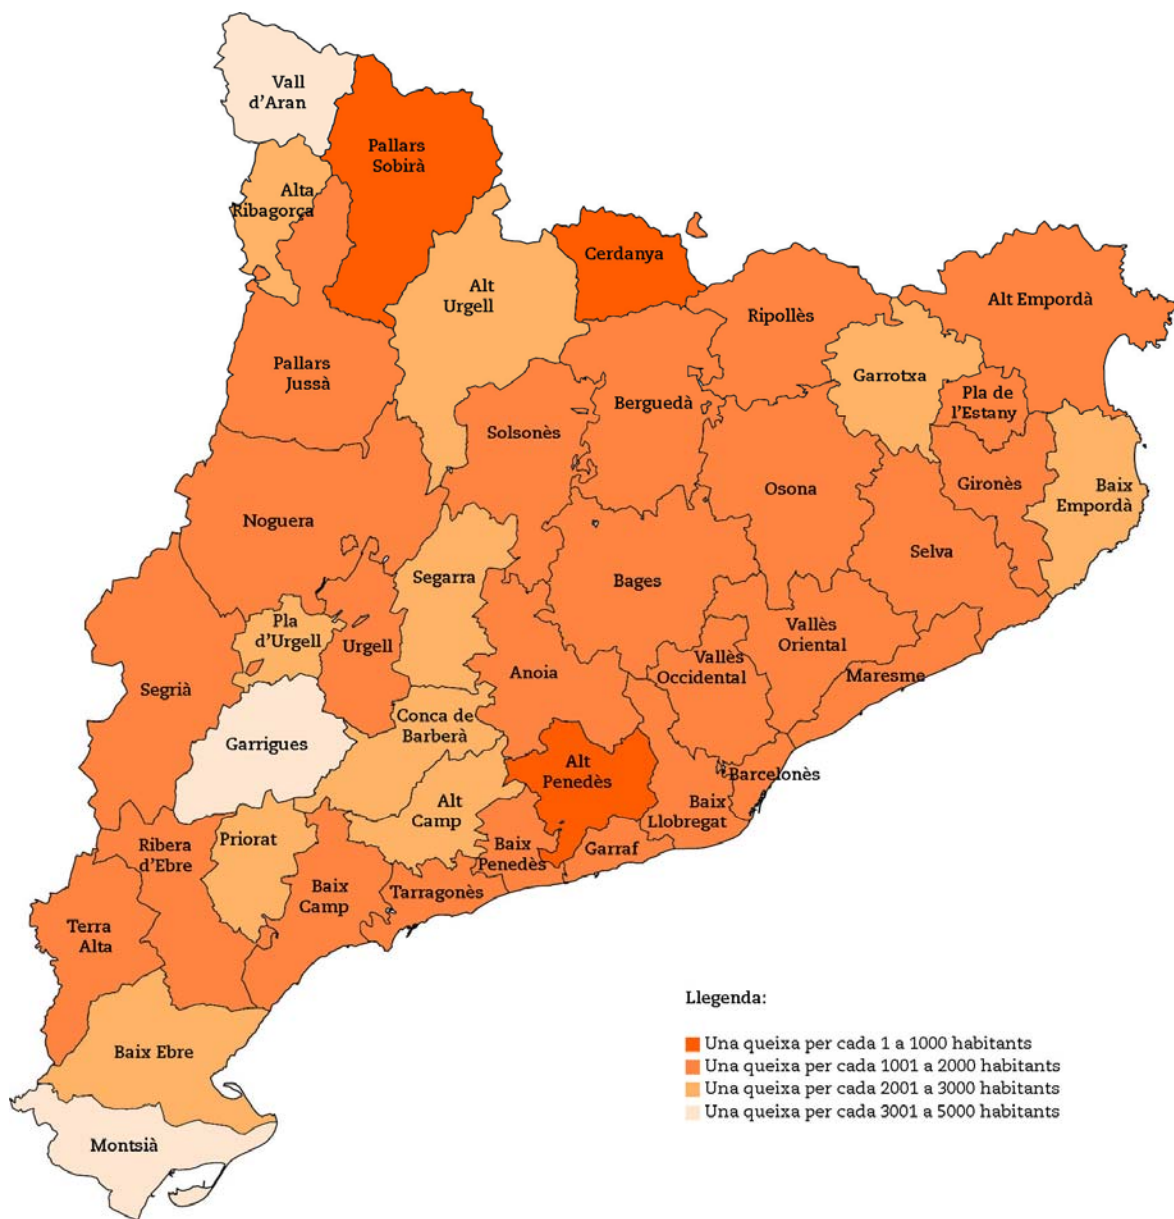 Vall
d'Aran
Pallars
Sobirà
Alta
Ribagorça
Cerdanya
Alt
Urgell
Ripollès
Alt Empordà
Pallars
Jussà
Garrotxa
Pla de
l'Estany
Berguedà
Solsonès
Osona
Gironès
Baix
Empordà
Noguera
Selva
Segarra
Bages
Pla
d'Urgell
Urgell
Vallès
Oriental
Vallès
Occidental
Anoia
Maresme
Segrià
Conca de
Barberà
Garrigues
Alt
Penedès
Barcelonès
Alt
Camp
Baix
Llobregat
Priorat
Ribera
d'Ebre
Baix
Penedès
Garraf
Baix
Camp
Tarragonès
Terra
Alta
Baix Ebre
Montsià
Llegenda:
Una queixa per cada 1 a 1000 habitants
Una queixa per cada 1001 a 2000 habitants
Una queixa per cada 2001 a 3000 habitants
Una queixa per cada 3001 a 5000 habitants